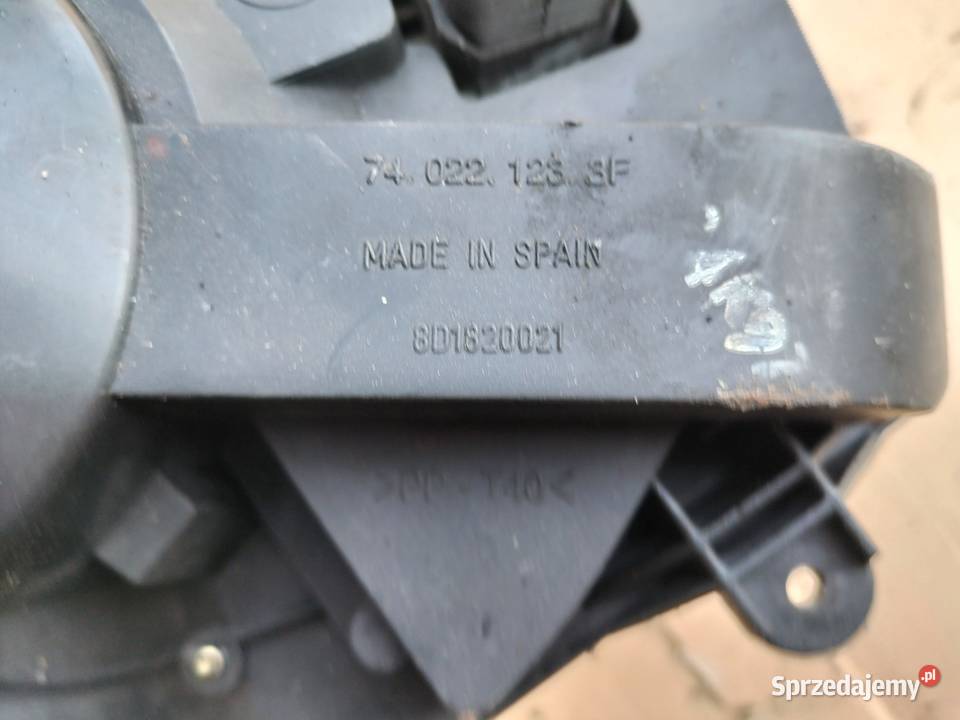 74.022.123.3F
MADE IN SPAIN
8D1820021
>PP-T40<
Sprzedajemy.pl